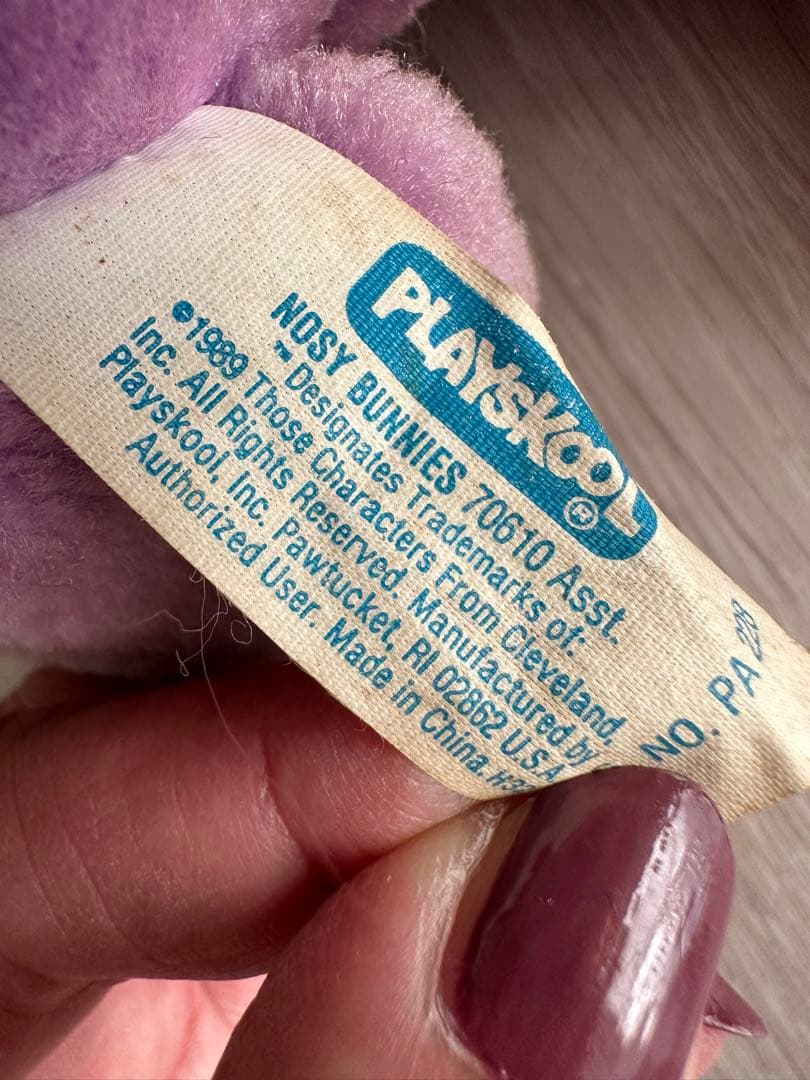 PLAYSKOOL®
NOSY BUNNIES 70610 Asst.
™ Designates Trademarks of:
©1989 Those Characters From Cleveland,
Inc. All Rights Reserved. Manufactured by
Playskool, Inc. Pawtucket, RI 02862 U.S.A.
Authorized User. Made in China.
NO. PA 228